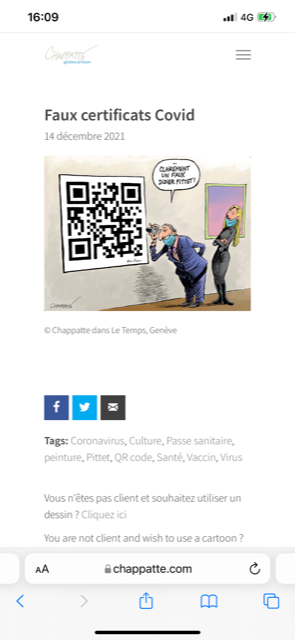 16:09
4G
CHAPPATTE
Faux certificats Covid
14 décembre 2021
... CLAIREMENT
UN FAUX
DIDIER PITTET!
CHAPPATTE
© Chappatte dans Le Temps, Genève
Tags: Coronavirus, Culture, Passe sanitaire,
peinture, Pittet, QR code, Santé, Vaccin, Virus
Vous n'êtes pas client et souhaitez utiliser un
dessin ? Cliquez ici
You are not client and wish to use a cartoon ?
AA
chappatte.com